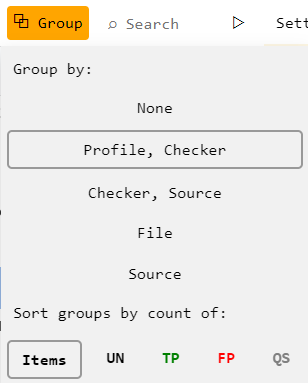 Group Search Sett
Group by:
None
Profile, Checker
Checker, Source
File
Source
Sort groups by count of:
Items UN TP FP QS